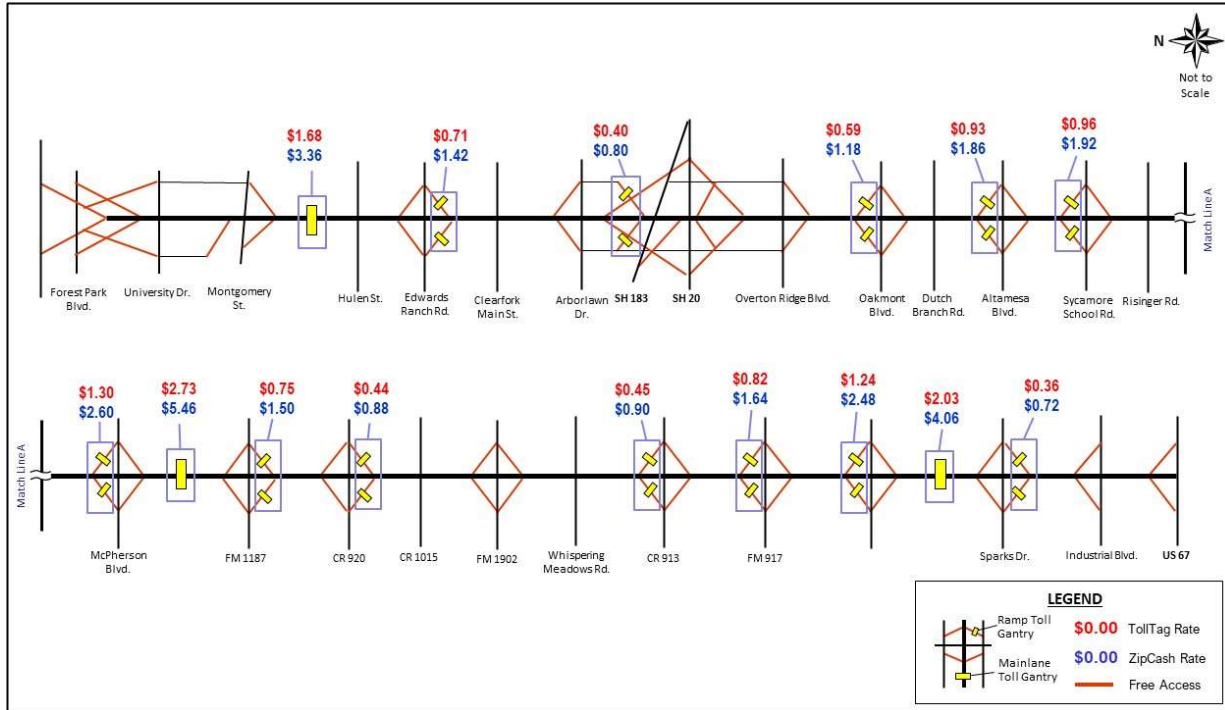 N
Not to
Scale
$1.68
$3.36
$0.71
$1.42
$0.40
$0.80
$0.59
$1.18
$0.93
$1.86
$0.96
$1.92
Match Line A
Forest Park
Blvd.
University Dr.
Montgomery
St.
Hulen St.
Edwards
Ranch Rd.
Clearfork
Main St.
Arborlawn
Dr.
SH 183
SH 20
Overton Ridge Blvd.
Oakmont
Blvd.
Dutch
Branch Rd.
Altamesa
Blvd.
Sycamore
School Rd.
Risinger Rd.
Match Line A
$1.30
$2.60
$2.73
$5.46
$0.75
$1.50
$0.44
$0.88
$0.45
$0.90
$0.82
$1.64
$1.24
$2.48
$2.03
$4.06
$0.36
$0.72
McPherson
Blvd.
FM 1187
CR 920
CR 1015
FM 1902
Whispering
Meadows Rd.
CR 913
FM 917
Sparks Dr.
Industrial Blvd.
US 67
LEGEND
Ramp Toll
Gantry
Mainlane
Toll Gantry
$0.00 TollTag Rate
$0.00 ZipCash Rate
Free Access